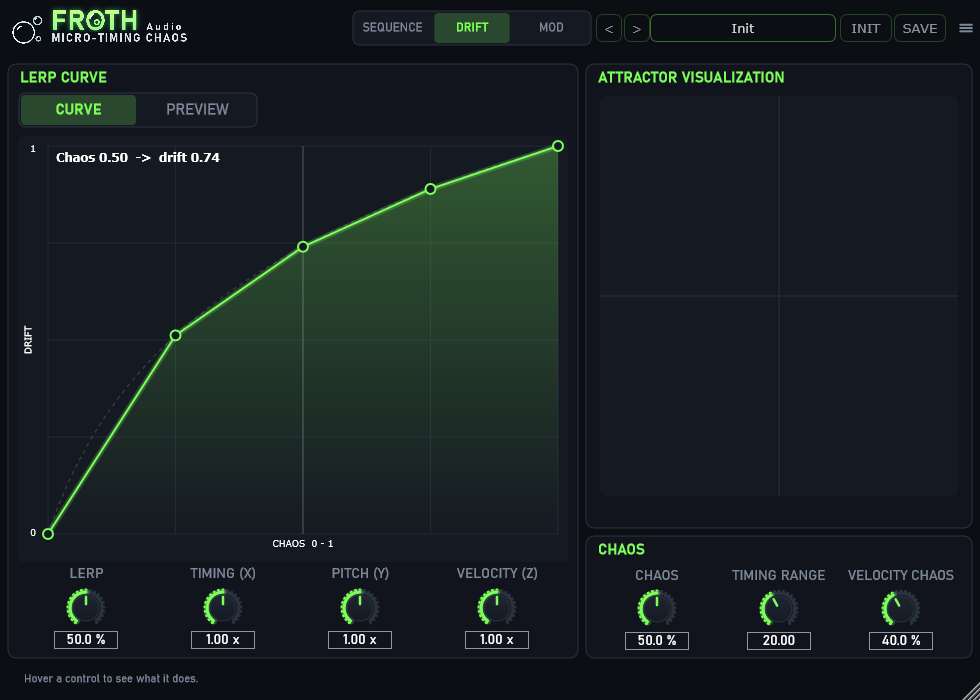 FROTH Audio
MICRO-TIMING CHAOS
SEQUENCE DRIFT MOD
< > Init INIT SAVE
LERP CURVE
CURVE PREVIEW
1
Chaos 0.50 -> drift 0.74
DRIFT
0
CHAOS 0 - 1
LERP TIMING (X) PITCH (Y) VELOCITY (Z)
50.0 % 1.00 x 1.00 x 1.00 x
ATTRACTOR VISUALIZATION
CHAOS
CHAOS TIMING RANGE VELOCITY CHAOS
50.0 % 20.00 40.0 %
Hover a control to see what it does.